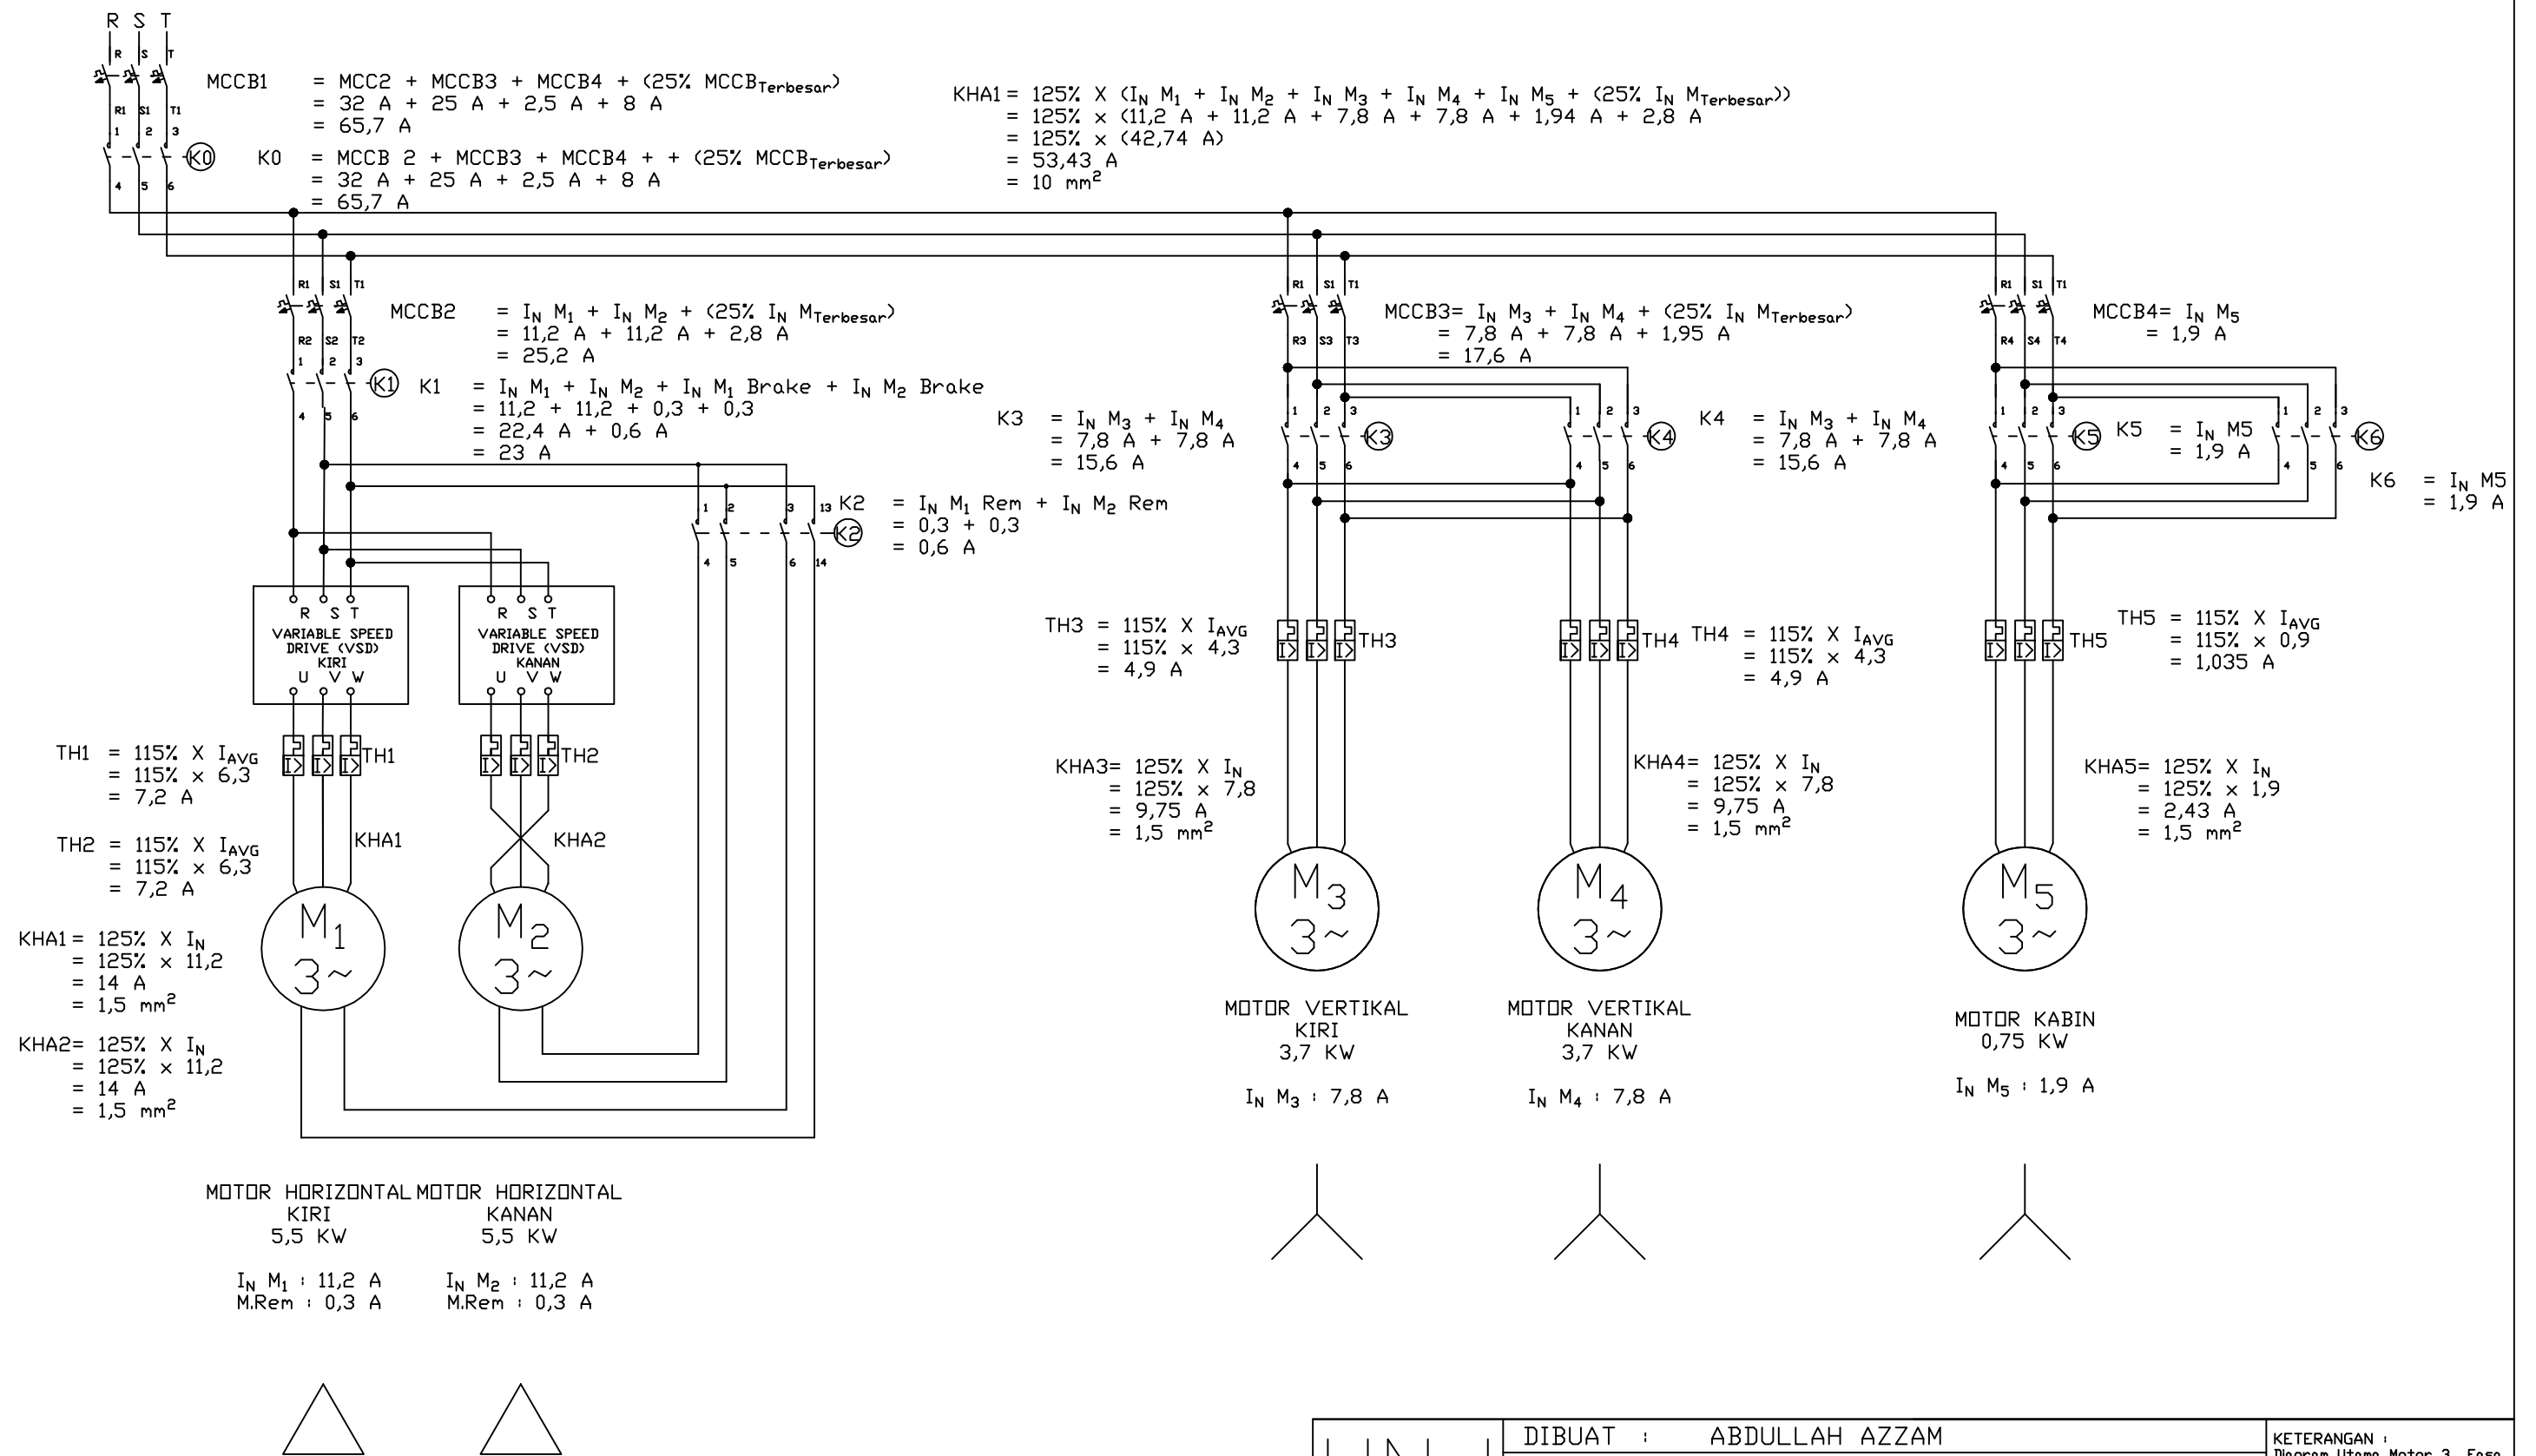 R S T
R S T
R1 S1 T1
1 2 3
K0
4 5 6
MCCB1 = MCC2 + MCCB3 + MCCB4 + (25% MCCBTerbesar)
= 32 A + 25 A + 2,5 A + 8 A
= 65,7 A
K0 = MCCB 2 + MCCB3 + MCCB4 + + (25% MCCBTerbesar)
= 32 A + 25 A + 2,5 A + 8 A
= 65,7 A
KHA1 = 125% X (IN M1 + IN M2 + IN M3 + IN M4 + IN M5 + (25% IN MTerbesar))
= 125% x (11,2 A + 11,2 A + 7,8 A + 7,8 A + 1,94 A + 2,8 A
= 125% x (42,74 A)
= 53,43 A
= 10 mm2
R1 S1 T1
R2 S2 T2
1 2 3
K1
4 5 6
MCCB2 = IN M1 + IN M2 + (25% IN MTerbesar)
= 11,2 A + 11,2 A + 2,8 A
= 25,2 A
K1 = IN M1 + IN M2 + IN M1 Brake + IN M2 Brake
= 11,2 + 11,2 + 0,3 + 0,3
= 22,4 A + 0,6 A
= 23 A
1 2 3 13
K2
4 5 6 14
K2 = IN M1 Rem + IN M2 Rem
= 0,3 + 0,3
= 0,6 A
R S T
VARIABLE SPEED
DRIVE (VSD)
KIRI
U V W
R S T
VARIABLE SPEED
DRIVE (VSD)
KANAN
U V W
I> I> I> TH1
I> I> I> TH2
TH1 = 115% X IAVG
= 115% x 6,3
= 7,2 A
TH2 = 115% X IAVG
= 115% x 6,3
= 7,2 A
KHA1
KHA2
KHA1= 125% X IN
= 125% x 11,2
= 14 A
= 1,5 mm2
KHA2= 125% X IN
= 125% x 11,2
= 14 A
= 1,5 mm2
M1
3~
M2
3~
MOTOR HORIZONTAL
KIRI
5,5 KW
IN M1 : 11,2 A
M.Rem : 0,3 A
MOTOR HORIZONTAL
KANAN
5,5 KW
IN M2 : 11,2 A
M.Rem : 0,3 A
R1 S1 T1
R3 S3 T3
MCCB3= IN M3 + IN M4 + (25% IN MTerbesar)
= 7,8 A + 7,8 A + 1,95 A
= 17,6 A
K3 = IN M3 + IN M4
= 7,8 A + 7,8 A
= 15,6 A
1 2 3
K3
4 5 6
1 2 3
K4
4 5 6
K4 = IN M3 + IN M4
= 7,8 A + 7,8 A
= 15,6 A
TH3 = 115% X IAVG
= 115% x 4,3
= 4,9 A
I> I> I> TH3
I> I> I> TH4
TH4 = 115% X IAVG
= 115% x 4,3
= 4,9 A
KHA3= 125% X IN
= 125% x 7,8
= 9,75 A
= 1,5 mm2
KHA4= 125% X IN
= 125% x 7,8
= 9,75 A
= 1,5 mm2
M3
3~
M4
3~
MOTOR VERTIKAL
KIRI
3,7 KW
IN M3 : 7,8 A
MOTOR VERTIKAL
KANAN
3,7 KW
IN M4 : 7,8 A
R1 S1 T1
R4 S4 T4
MCCB4= IN M5
= 1,9 A
1 2 3
K5
4 5 6
K5 = IN M5
= 1,9 A
1 2 3
K6
4 5 6
K6 = IN M5
= 1,9 A
I> I> I> TH5
TH5 = 115% X IAVG
= 115% x 0,9
= 1,035 A
KHA5= 125% X IN
= 125% x 1,9
= 2,43 A
= 1,5 mm2
M5
3~
MOTOR KABIN
0,75 KW
IN M5 : 1,9 A
DIBUAT : ABDULLAH AZZAM
KETERANGAN :
Diagram Utama Motor 3 Fasa